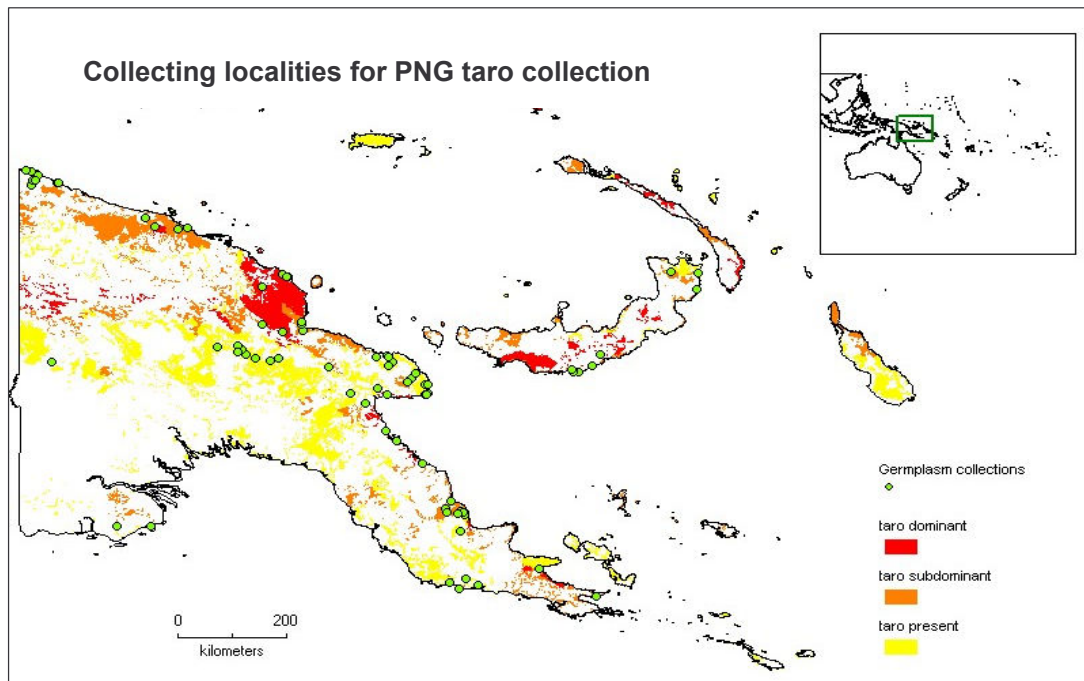 Collecting localities for PNG taro collection
Germplasm collections
taro dominant
taro subdominant
taro present
0 200
kilometers